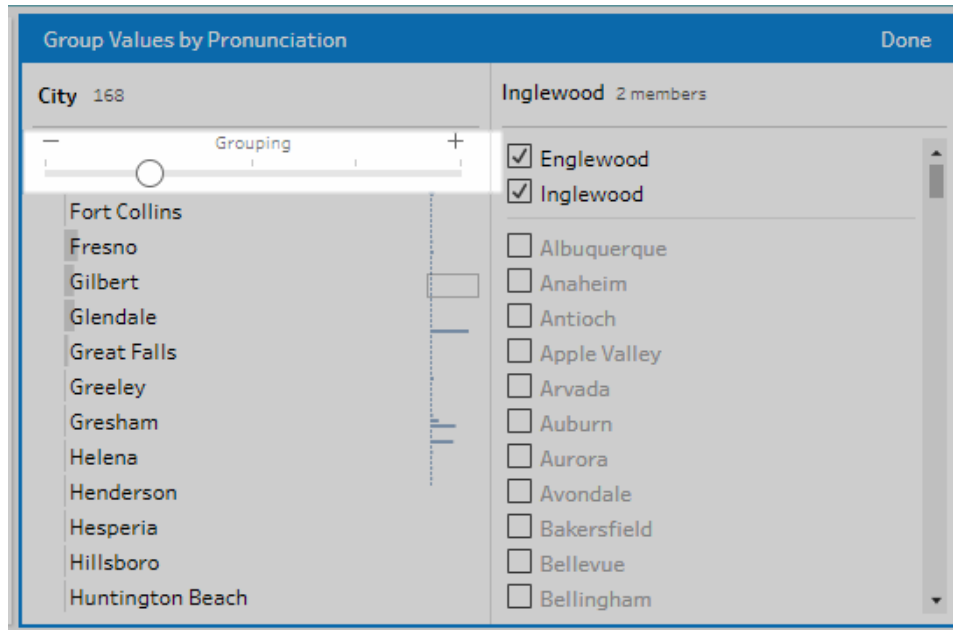 Group Values by Pronunciation Done
City 168
Inglewood 2 members
− Grouping +
Fort Collins
Fresno
Gilbert
Glendale
Great Falls
Greeley
Gresham
Helena
Henderson
Hesperia
Hillsboro
Huntington Beach
Englewood
Inglewood
Albuquerque
Anaheim
Antioch
Apple Valley
Arvada
Auburn
Aurora
Avondale
Bakersfield
Bellevue
Bellingham